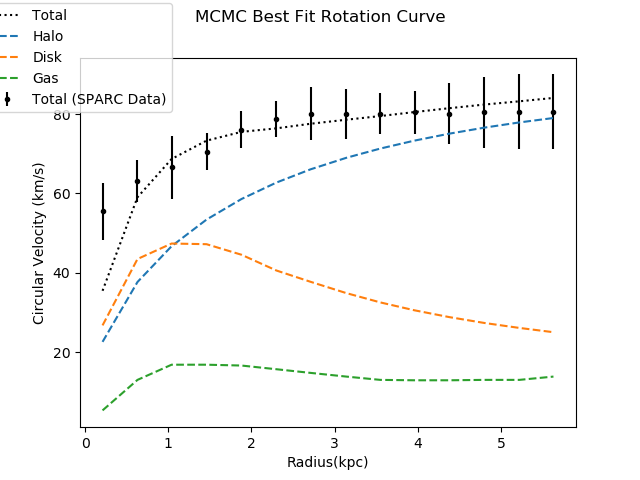 MCMC Best Fit Rotation Curve
Total
Halo
Disk
Gas
Total (SPARC Data)
80
60
40
20
Circular Velocity (km/s)
0 1 2 3 4 5
Radius(kpc)